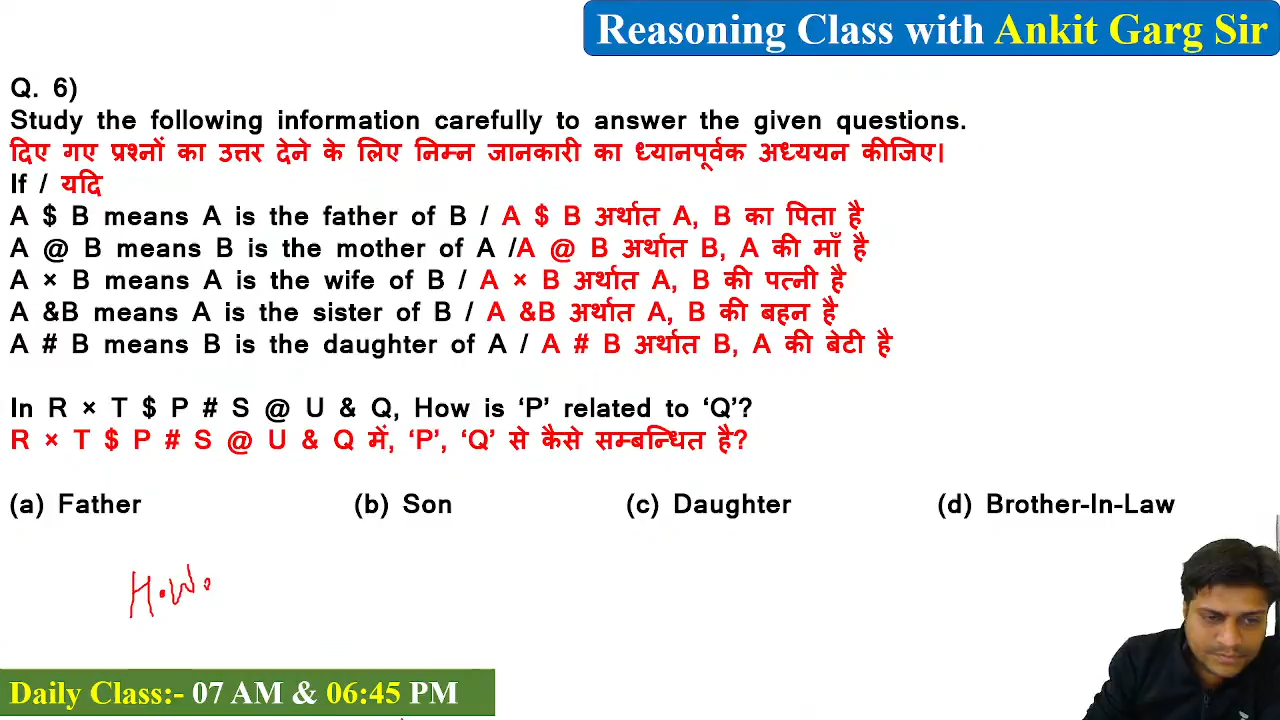 Reasoning Class with Ankit Garg Sir
Q. 6)
Study the following information carefully to answer the given questions.
दिए गए प्रश्नों का उत्तर देने के लिए निम्न जानकारी का ध्यानपूर्वक अध्ययन कीजिए।
If / यदि
A $ B means A is the father of B / A $ B अर्थात A, B का पिता है
A @ B means B is the mother of A /A @ B अर्थात B, A की माँ है
A × B means A is the wife of B / A × B अर्थात A, B की पत्नी है
A &B means A is the sister of B / A &B अर्थात A, B की बहन है
A # B means B is the daughter of A / A # B अर्थात B, A की बेटी है
In R × T $ P # S @ U & Q, How is ‘P’ related to ‘Q’?
R × T $ P # S @ U & Q में, ‘P’, ‘Q’ से कैसे सम्बन्धित है?
(a) Father (b) Son (c) Daughter (d) Brother-In-Law
H.W.
Daily Class:- 07 AM & 06:45 PM